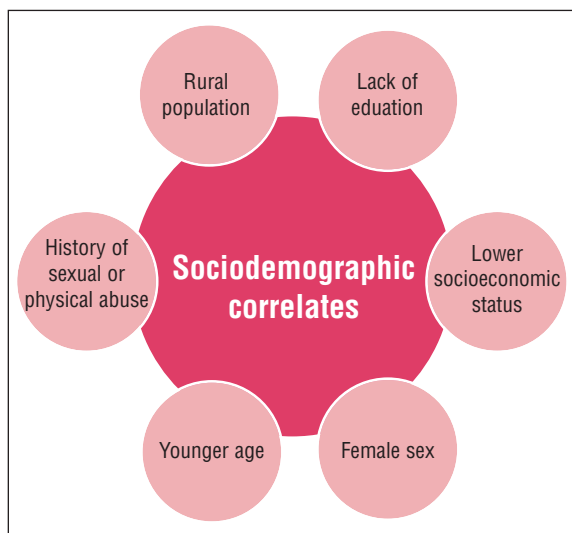 Rural
population
Lack of
eduation
History of
sexual or
physical abuse
Sociodemographic
correlates
Lower
socioeconomic
status
Younger age
Female sex